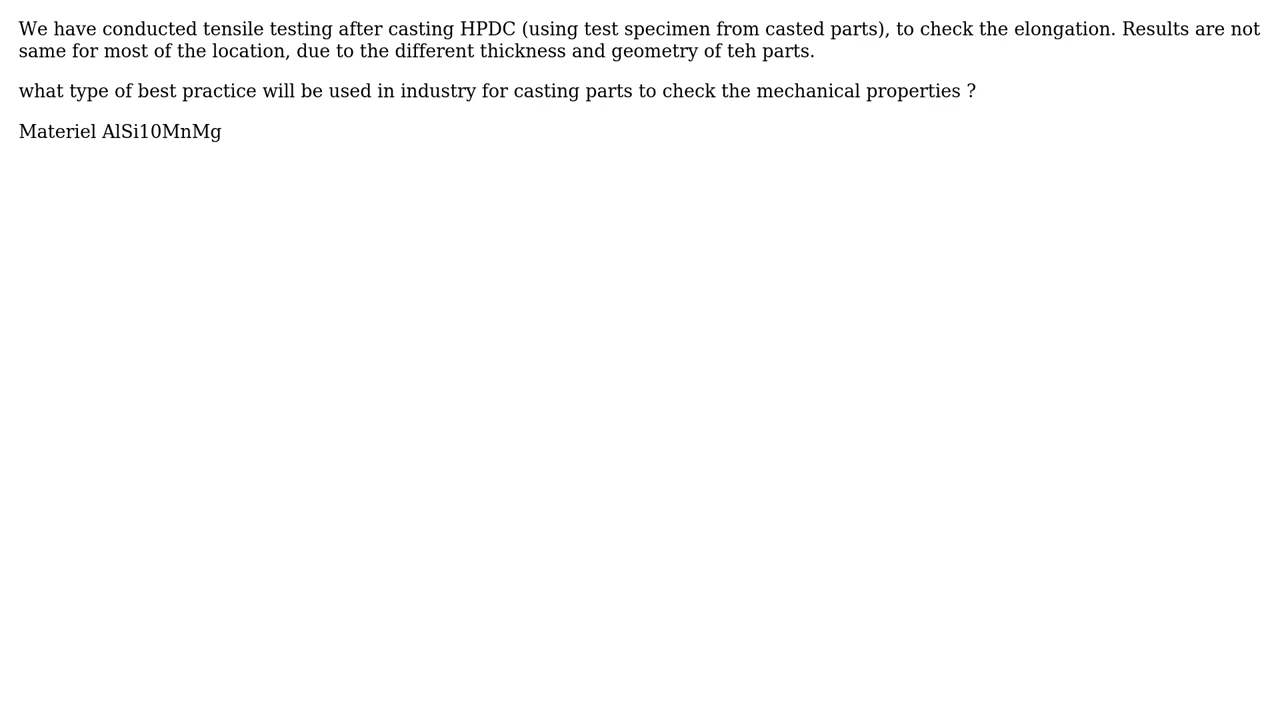 We have conducted tensile testing after casting HPDC (using test specimen from casted parts), to check the elongation. Results are not
same for most of the location, due to the different thickness and geometry of teh parts.
what type of best practice will be used in industry for casting parts to check the mechanical properties ?
Materiel AlSi10MnMg